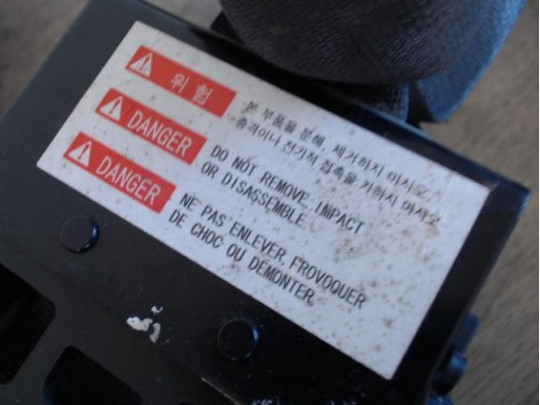 위험
본 부품을 분해, 제거하지 마시오.
충격이나 전기적 접촉을 가하지 마시오.
DANGER
DO NOT REMOVE, IMPACT
OR DISASSEMBLE.
DANGER
NE PAS ENLEVER, FROVOQUER
DE CHOC OU DEMONTER.